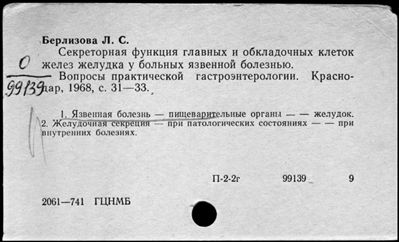 Берлизова Л. С.
Секреторная функция главных и обкладочных клеток
желез желудка у больных язвенной болезнью.
О
99139
Вопросы практической гастроэнтерологии. Красно-
дар, 1968, с. 31—33.
1. Язвенная болезнь — пищеварительные органы — — желудок.
2. Желудочная секреция — при патологических состояниях — — при
внутренних болезнях.
П-2-2г 99139 9
2061—741 ГЦНМБ